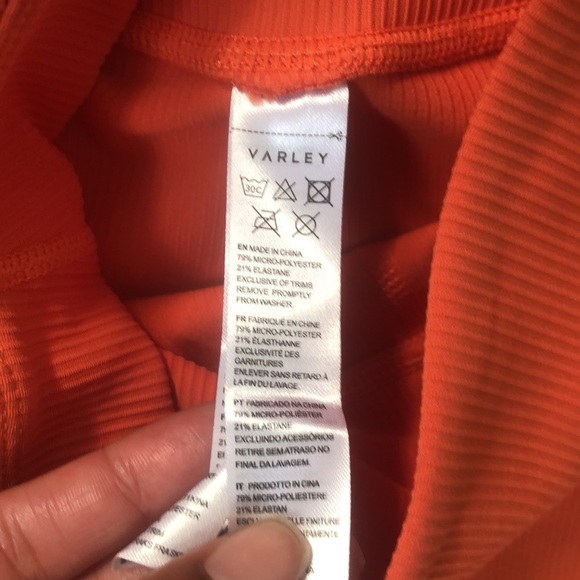 VARLEY
30C
EN MADE IN CHINA
79% MICRO-POLYESTER
21% ELASTANE
EXCLUSIVE OF TRIMS
REMOVE PROMPTLY
FROM WASHER.
FR FABRIQUÉ EN CHINE
79% MICRO-POLYESTER
21% ÉLASTHANNE
EXCLUSIVITÉ DES
GARNITURES
ENLEVER SANS RETARD À
LA FIN DU LAVAGE.
PT FABRICADO NA CHINA
79% MICRO-POLIÉSTER
21% ELASTANE
EXCLUINDO ACESSÓRIOS
RETIRE SEM ATRASO NO
FINAL DA LAVAGEM.
IT PRODOTTO IN CINA
79% MICRO-POLIESTERE
21% ELASTAN
FINITURE